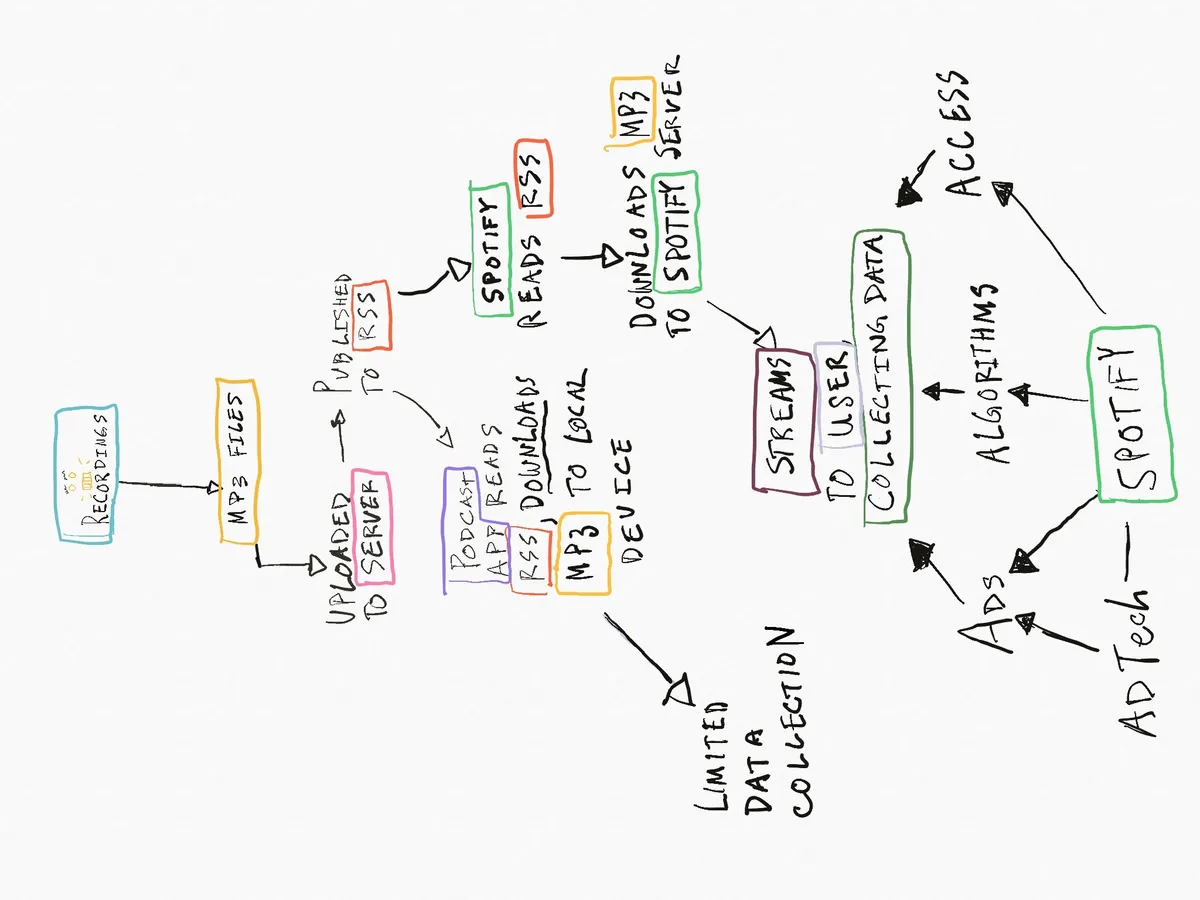 RECORDINGS
MP3 FILES
UPLOADED
TO SERVER
PUBLISHED
TO RSS
PODCAST
APP READS
RSS, DOWNLOADS
MP3 TO LOCAL
DEVICE
LIMITED
DATA
COLLECTION
SPOTIFY
READS RSS
DOWNLOADS MP3
TO SPOTIFY SERVER
STREAMS
TO USER,
COLLECTING DATA
ADS
ALGORITHMS
ACCESS
ADTech
SPOTIFY